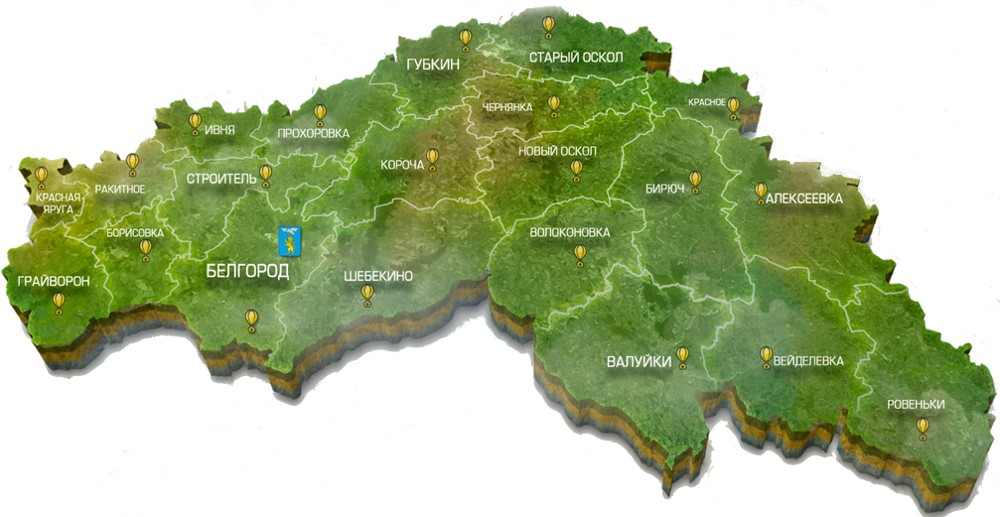 СТАРЫЙ ОСКОЛ
ГУБКИН
КРАСНОЕ
ЧЕРНЯНКА
ИВНЯ
ПРОХОРОВКА
НОВЫЙ ОСКОЛ
КОРОЧА
СТРОИТЕЛЬ
РАКИТНОЕ
БИРЮЧ
КРАСНАЯ
ЯРУГА
АЛЕКСЕЕВКА
БОРИСОВКА
ВОЛОКОНОВКА
БЕЛГОРОД
ШЕБЕКИНО
ГРАЙВОРОН
ВАЛУЙКИ
ВЕЙДЕЛЕВКА
РОВЕНЬКИ